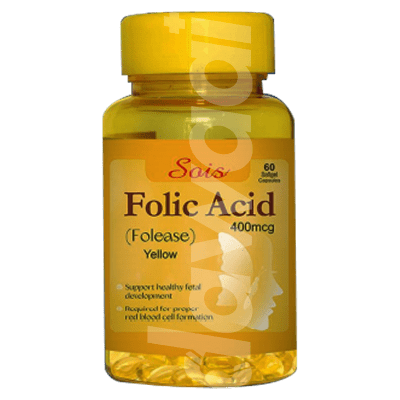 Sois
60
Softgel
Capsules
Folic Acid
400mcg
(Folease)
Yellow
Support healthy fetal
development
Required for proper
red blood cell formation